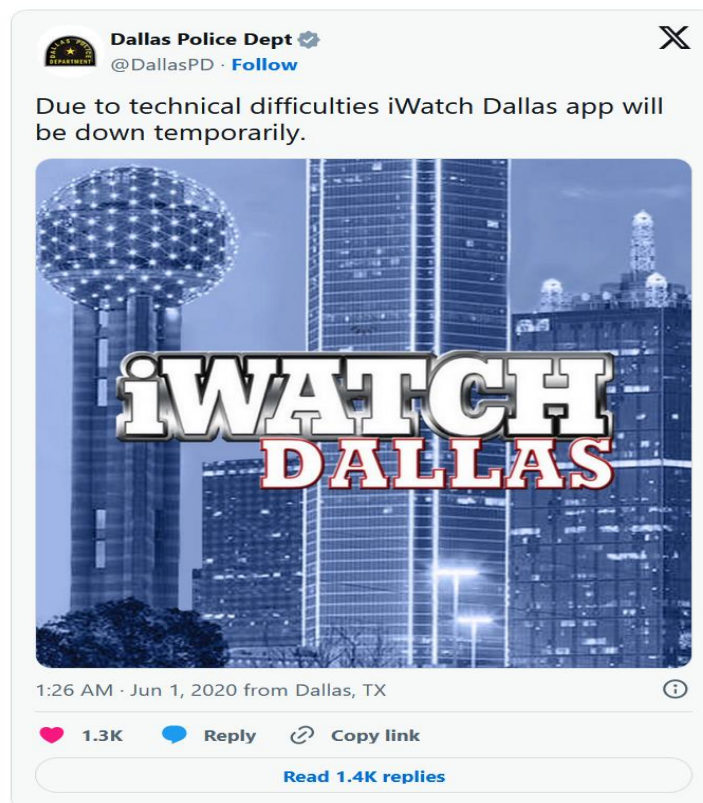 Dallas Police Dept
@DallasPD · Follow
Due to technical difficulties iWatch Dallas app will
be down temporarily.
iWATCH
DALLAS
1:26 AM · Jun 1, 2020 from Dallas, TX
1.3K Reply Copy link
Read 1.4K replies